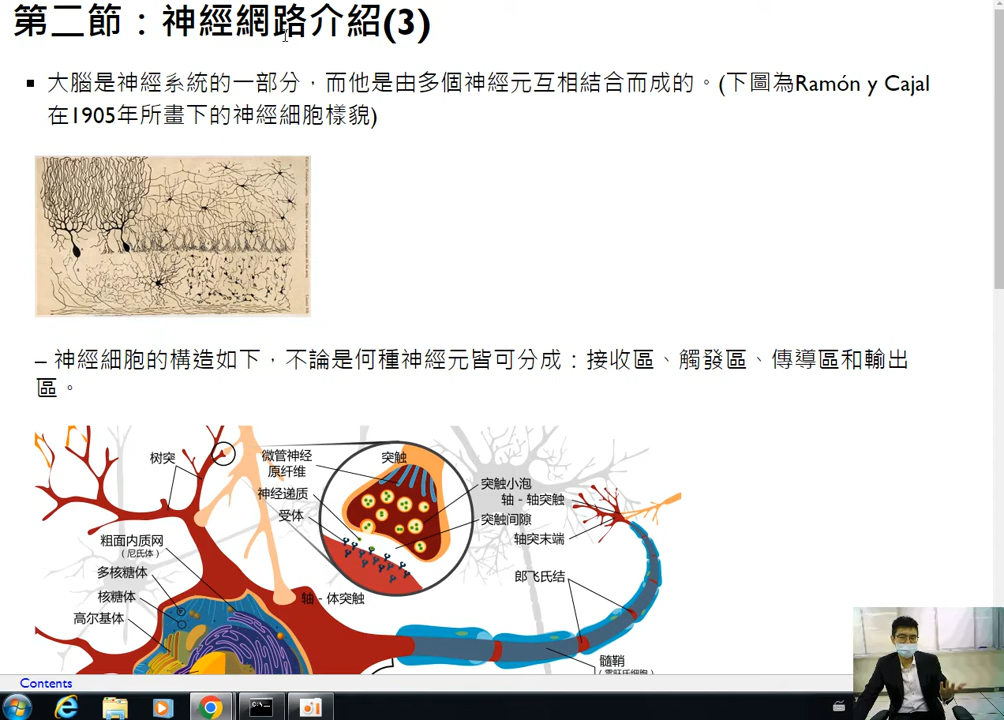 第二節：神經網路介紹(3)
大腦是神經系統的一部分，而他是由多個神經元互相結合而成的。(下圖為Ramón y Cajal
在1905年所畫下的神經細胞樣貌)
– 神經細胞的構造如下，不論是何種神經元皆可分成：接收區、觸發區、傳導區和輸出
區。
树突
微管神经
原纤维
突触
神经递质
受体
突触小泡
轴 - 轴突触
突触间隙
轴突末端
粗面内质网
（尼氏体）
多核糖体
核糖体
高尔基体
轴 - 体突触
郎飞氏结
髓鞘
Contents